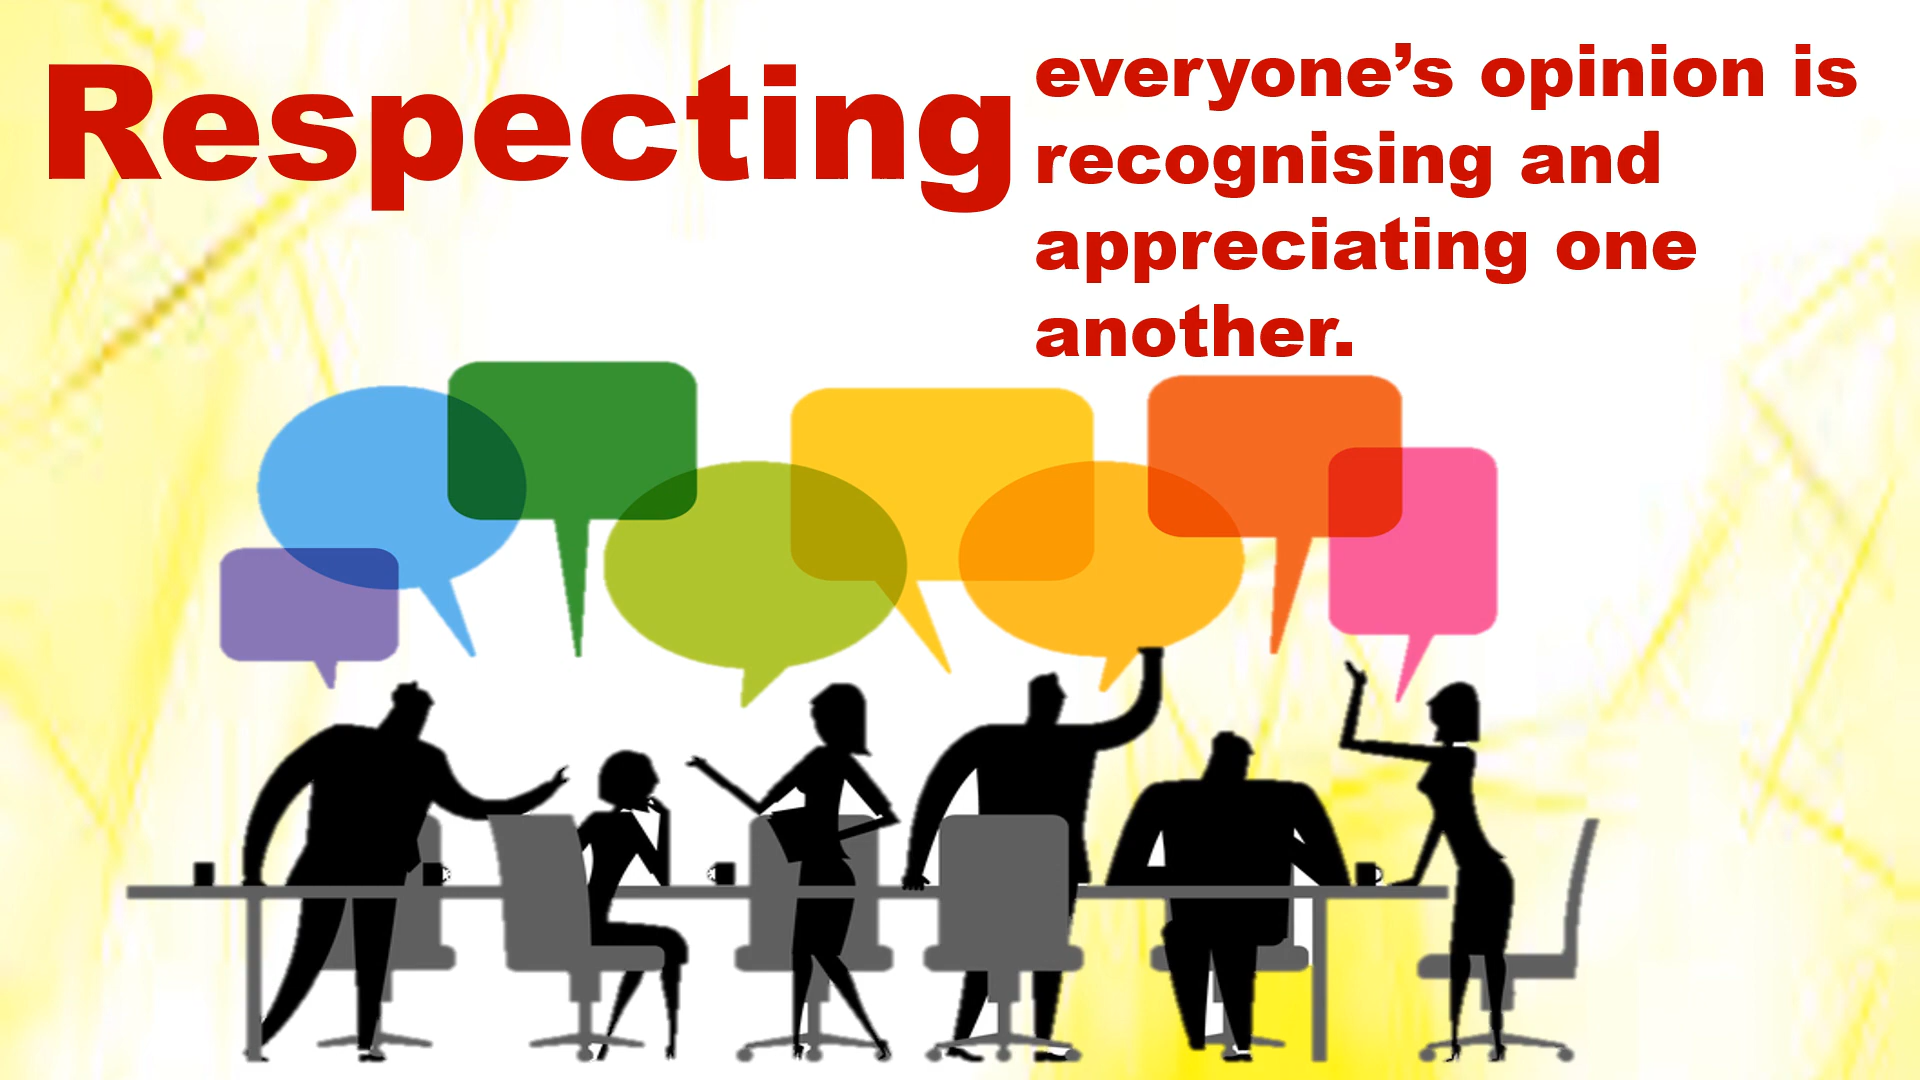 Respecting
everyone’s opinion is
recognising and
appreciating one
another.